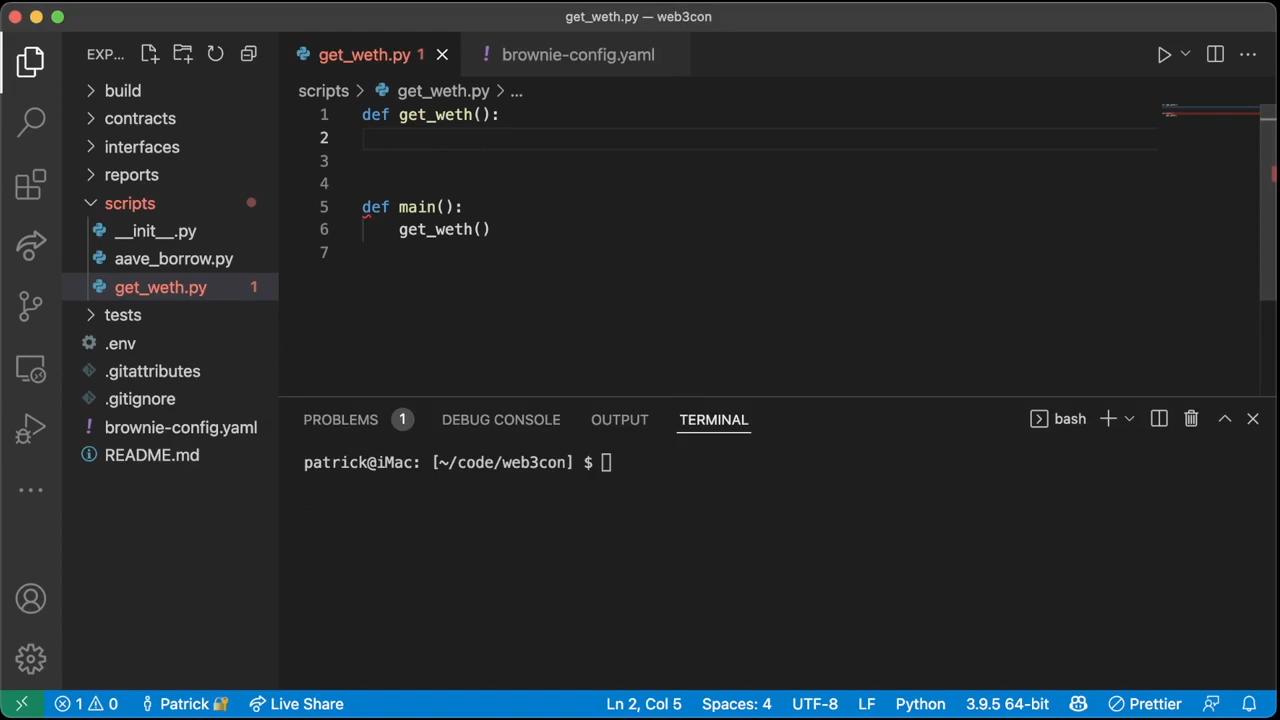 get_weth.py — web3con
EXP...
get_weth.py 1
! brownie-config.yaml
scripts > get_weth.py > ...
build
contracts
interfaces
reports
scripts
__init__.py
aave_borrow.py
get_weth.py 1
tests
.env
.gitattributes
.gitignore
! brownie-config.yaml
README.md
1 def get_weth():
2
3
4
5 def main():
6 get_weth()
7
PROBLEMS 1 DEBUG CONSOLE OUTPUT TERMINAL
bash
patrick@iMac: [~/code/web3con] $
1 0 Patrick 🔐 Live Share Ln 2, Col 5 Spaces: 4 UTF-8 LF Python 3.9.5 64-bit Prettier